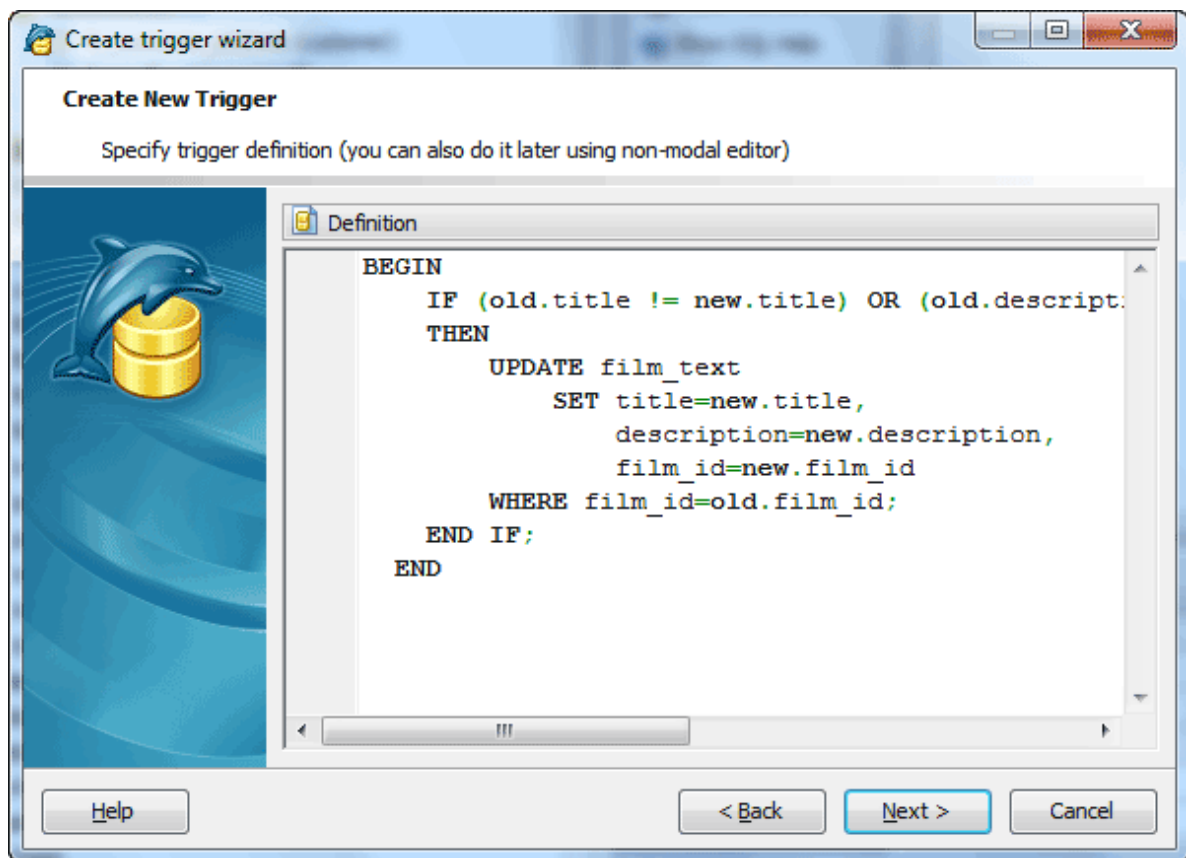 Create trigger wizard
Create New Trigger
Specify trigger definition (you can also do it later using non-modal editor)
Definition
BEGIN
IF (old.title != new.title) OR (old.descript
THEN
UPDATE film_text
SET title=new.title,
description=new.description,
film_id=new.film_id
WHERE film_id=old.film_id;
END IF;
END
Help
< Back
Next >
Cancel